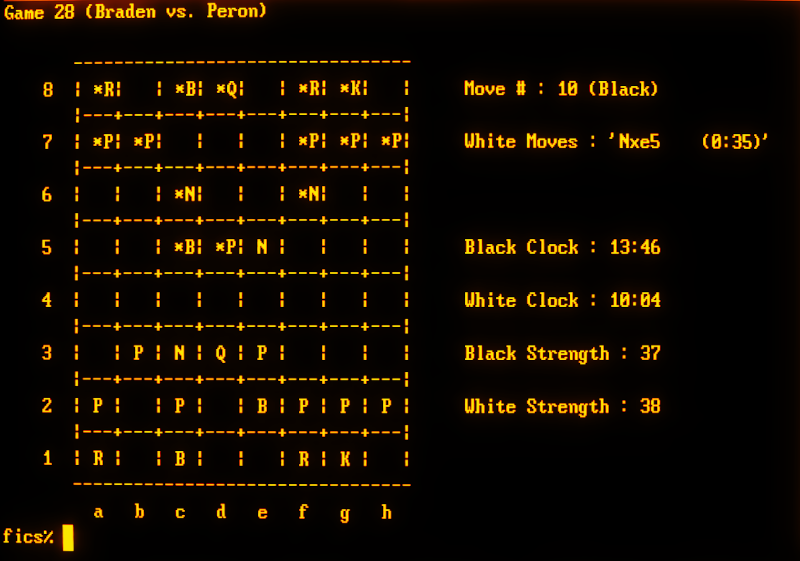 Game 28 (Braden vs. Peron)
---------------------------------
8 ¦ *R¦   ¦ *B¦ *Q¦   ¦ *R¦ *K¦   ¦ Move # : 10 (Black)
¦---+---+---+---+---+---+---+---¦
7 ¦ *P¦ *P¦   ¦   ¦   ¦ *P¦ *P¦ *P¦ White Moves : 'Nxe5    (0:35)'
¦---+---+---+---+---+---+---+---¦
6 ¦   ¦   ¦ *N¦   ¦   ¦ *N¦   ¦   ¦
¦---+---+---+---+---+---+---+---¦
5 ¦   ¦   ¦ *B¦ *P¦ N ¦   ¦   ¦   ¦ Black Clock : 13:46
¦---+---+---+---+---+---+---+---¦
4 ¦   ¦   ¦   ¦   ¦   ¦   ¦   ¦   ¦ White Clock : 10:04
¦---+---+---+---+---+---+---+---¦
3 ¦   ¦ P ¦ N ¦ Q ¦ P ¦   ¦   ¦   ¦ Black Strength : 37
¦---+---+---+---+---+---+---+---¦
2 ¦ P ¦   ¦ P ¦   ¦ B ¦ P ¦ P ¦ P ¦ White Strength : 38
¦---+---+---+---+---+---+---+---¦
1 ¦ R ¦   ¦ B ¦   ¦   ¦ R ¦ K ¦   ¦
---------------------------------
a   b   c   d   e   f   g   h
fics%